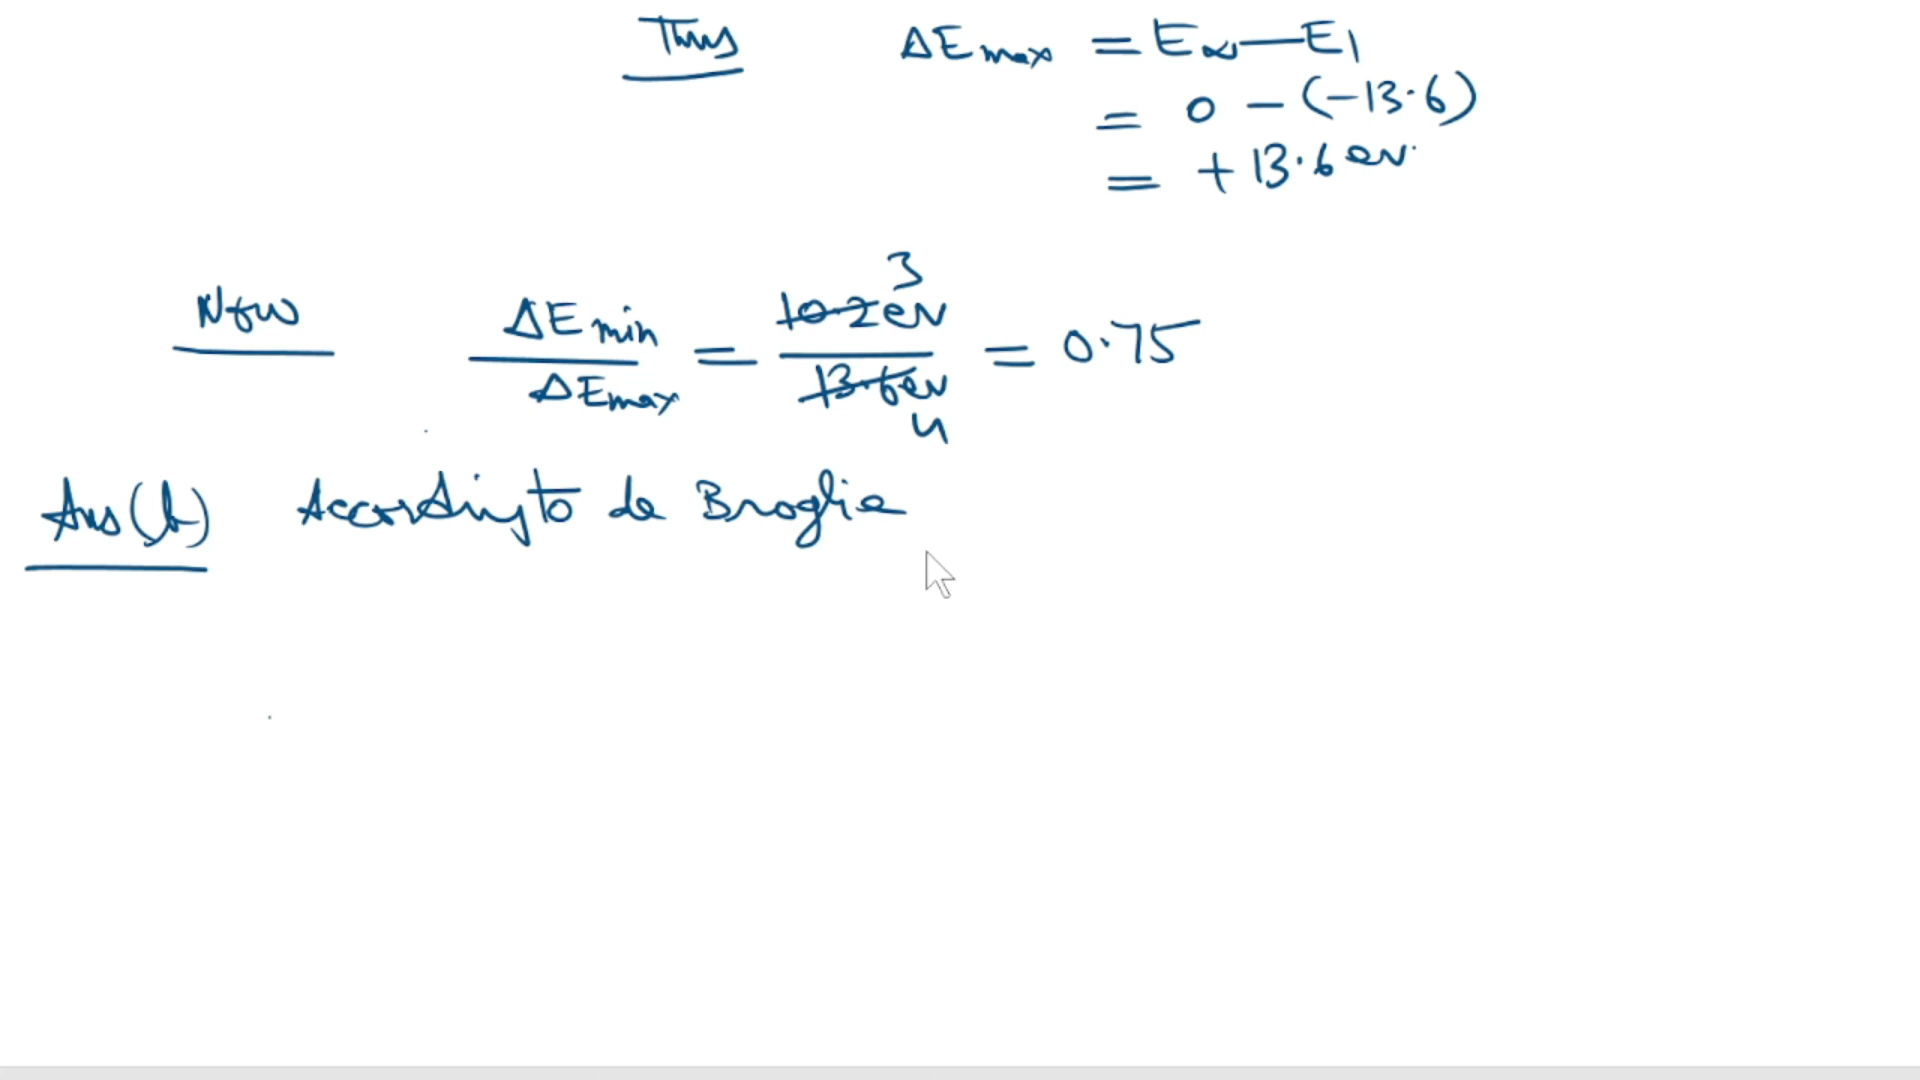 Thus ΔEmax = E∞ — E1
= 0 - (-13.6)
= +13.6 ev.
Now ΔEmin / ΔEmax = 10.2 ev 3 / 13.6 ev 4 = 0.75
Ans(b) According to de Broglie